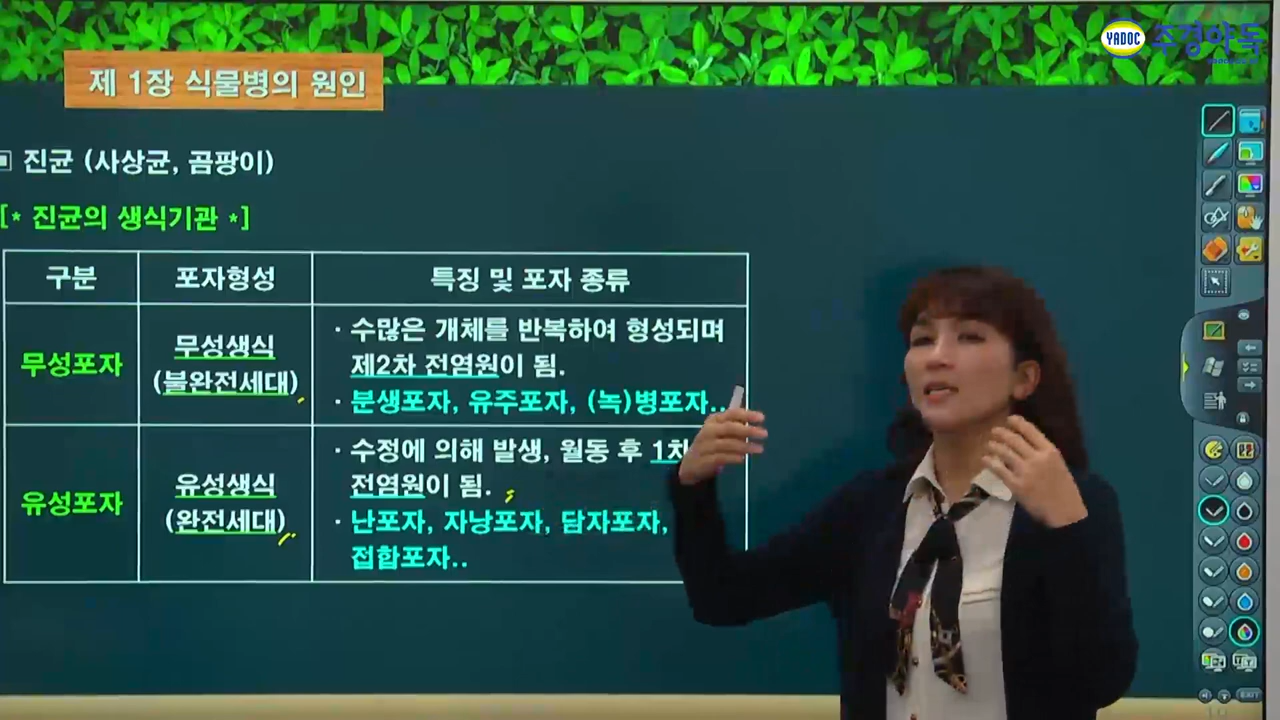 YADOC 주경야독
제 1장 식물병의 원인
진균 (사상균, 곰팡이)
[* 진균의 생식기관 *]
구분 포자형성 특징 및 포자 종류
무성포자
무성생식
(불완전세대)
· 수많은 개체를 반복하여 형성되며
제2차 전염원이 됨.
· 분생포자, 유주포자, (녹)병포자..
유성포자
유성생식
(완전세대)
· 수정에 의해 발생, 월동 후 1차
전염원이 됨.
· 난포자, 자낭포자, 담자포자,
접합포자..
EXIT